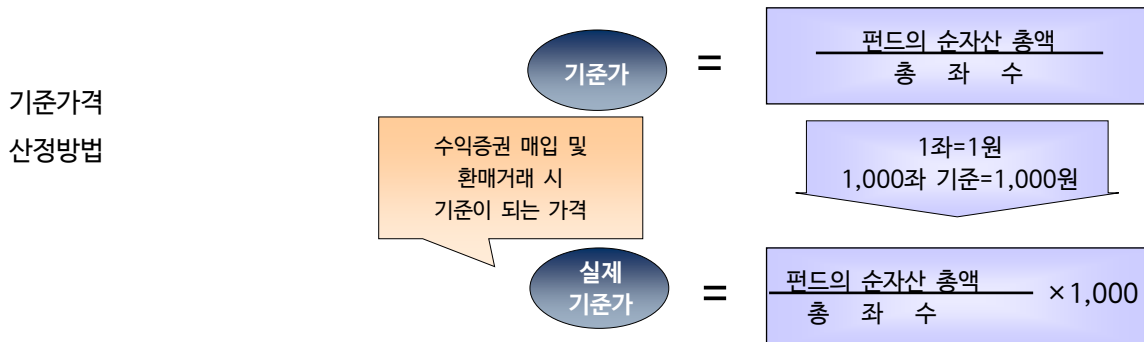 기준가격
산정방법
기준가
=
펀드의 순자산 총액
총 좌 수
수익증권 매입 및
환매거래 시
기준이 되는 가격
1좌=1원
1,000좌 기준=1,000원
실제
기준가
=
펀드의 순자산 총액
총 좌 수
×1,000